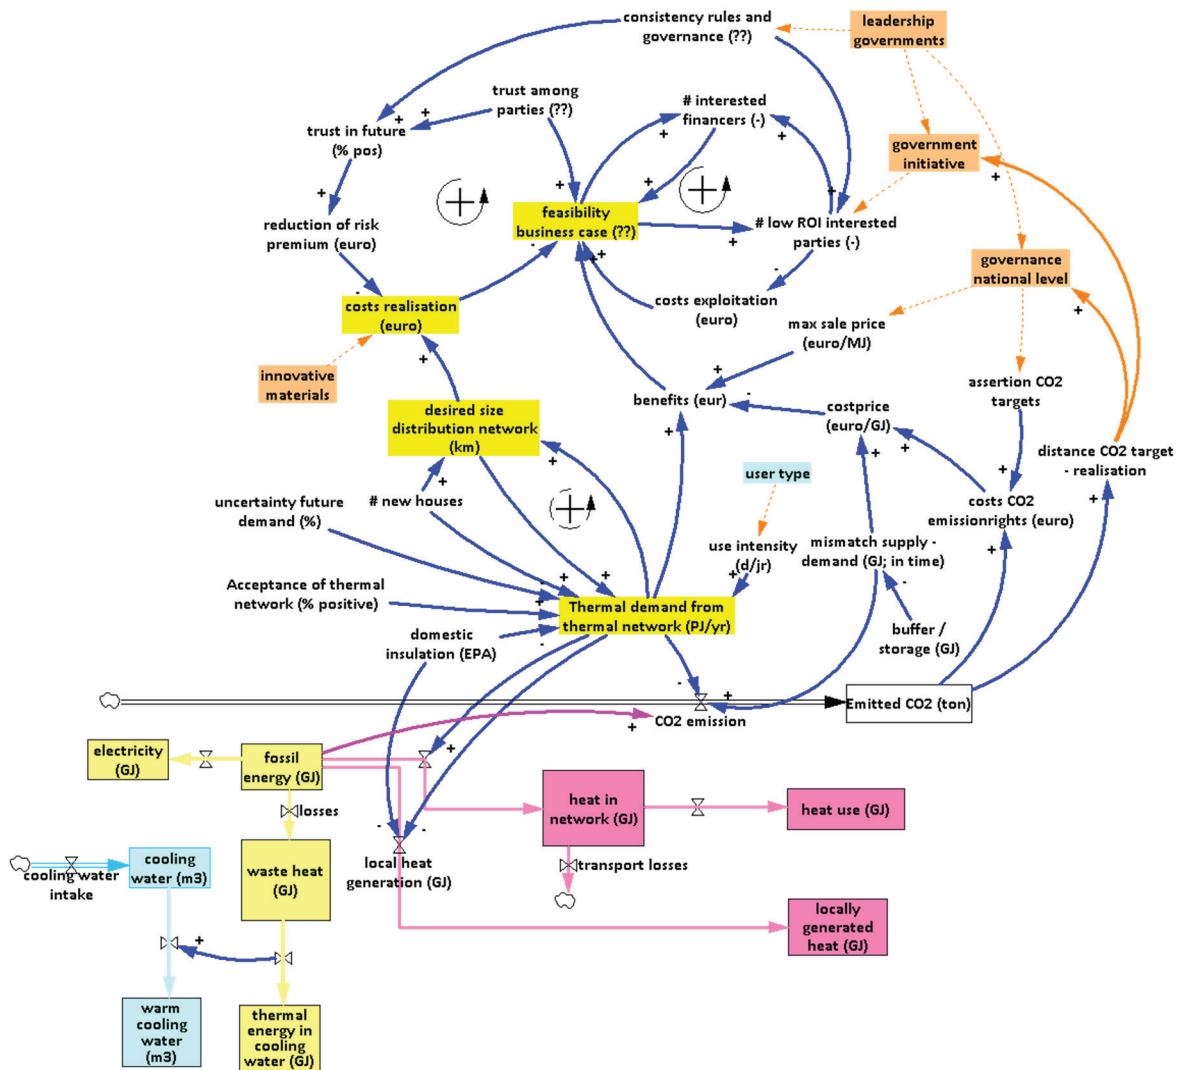 consistency rules and
governance (??)
leadership
governments
trust among
parties (??)
# interested
financers (-)
trust in future
(% pos)
government
initiative
reduction of risk
premium (euro)
feasibility
business case (??)
# low ROI interested
parties (-)
governance
national level
costs realisation
(euro)
costs exploitation
(euro)
max sale price
(euro/MJ)
innovative
materials
assertion CO2
targets
benefits (eur)
costprice
(euro/GJ)
desired size
distribution network
(km)
distance CO2 target
- realisation
user type
uncertainty future
demand (%)
# new houses
costs CO2
emissionrights (euro)
use intensity
(d/jr)
mismatch supply -
demand (GJ; in time)
Acceptance of thermal
network (% positive)
Thermal demand from
thermal network (PJ/yr)
domestic
insulation (EPA)
buffer /
storage (GJ)
Emitted CO2 (ton)
CO2 emission
electricity
(GJ)
fossil
energy (GJ)
losses
heat in
network (GJ)
heat use (GJ)
cooling water
intake
cooling
water (m3)
waste heat
(GJ)
local heat
generation (GJ)
transport losses
locally
generated
heat (GJ)
warm
cooling
water
(m3)
thermal
energy in
cooling
water (GJ)